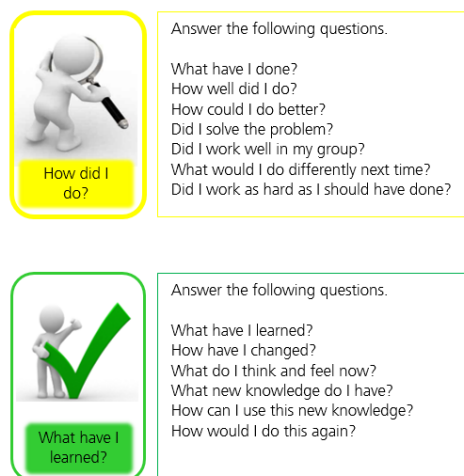 How did I
do?
Answer the following questions.
What have I done?
How well did I do?
How could I do better?
Did I solve the problem?
Did I work well in my group?
What would I do differently next time?
Did I work as hard as I should have done?
What have I
learned?
Answer the following questions.
What have I learned?
How have I changed?
What do I think and feel now?
What new knowledge do I have?
How can I use this new knowledge?
How would I do this again?